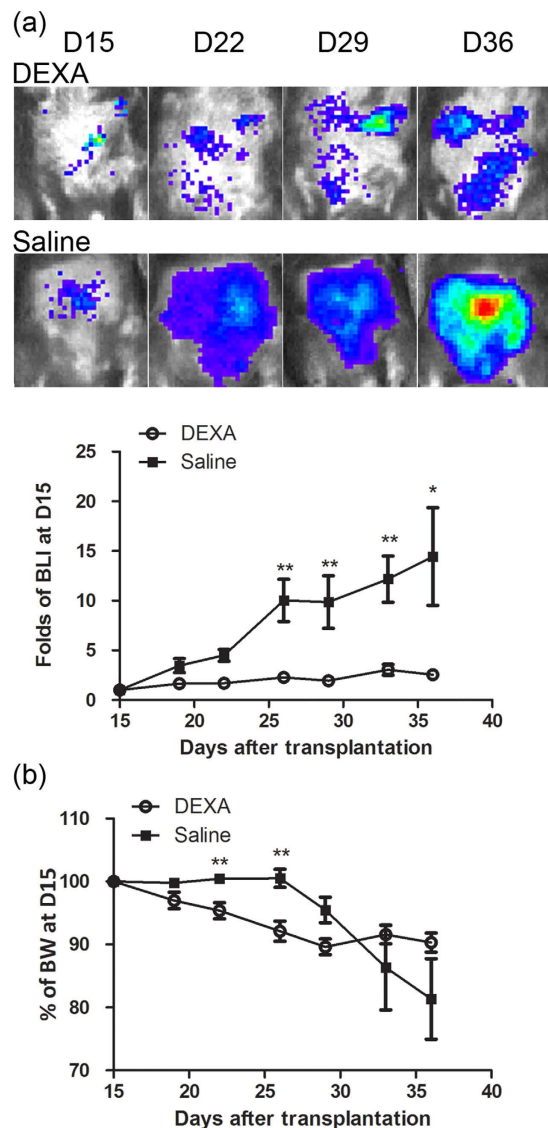 (a)
D15 D22 D29 D36
DEXA
Saline
DEXA
Saline
25
20
15
10
5
0
Folds of BLI at D15
** ** ** *
15 20 25 30 35 40
Days after transplantation
(b)
DEXA
Saline
110
100
90
80
70
% of BW at D15
** **
15 20 25 30 35 40
Days after transplantation